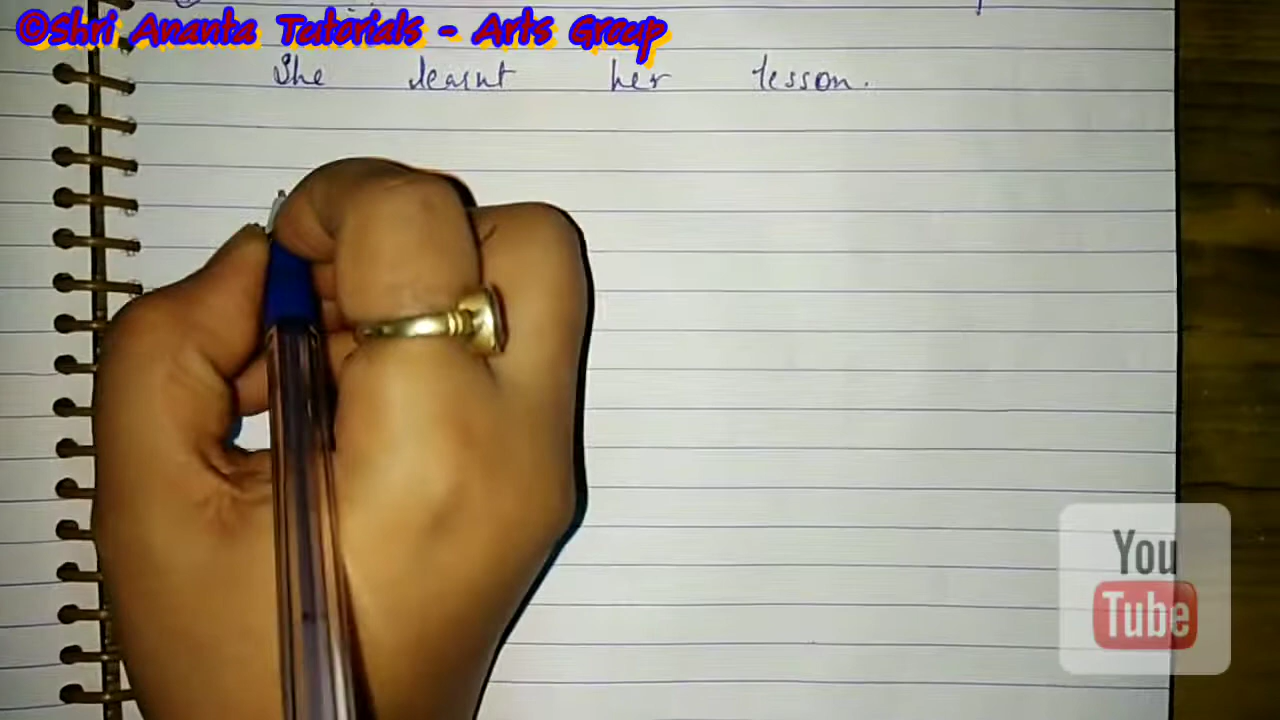 ©Shri Ananta Tutorials - Arts Group
She learnt her lesson.
You
Tube